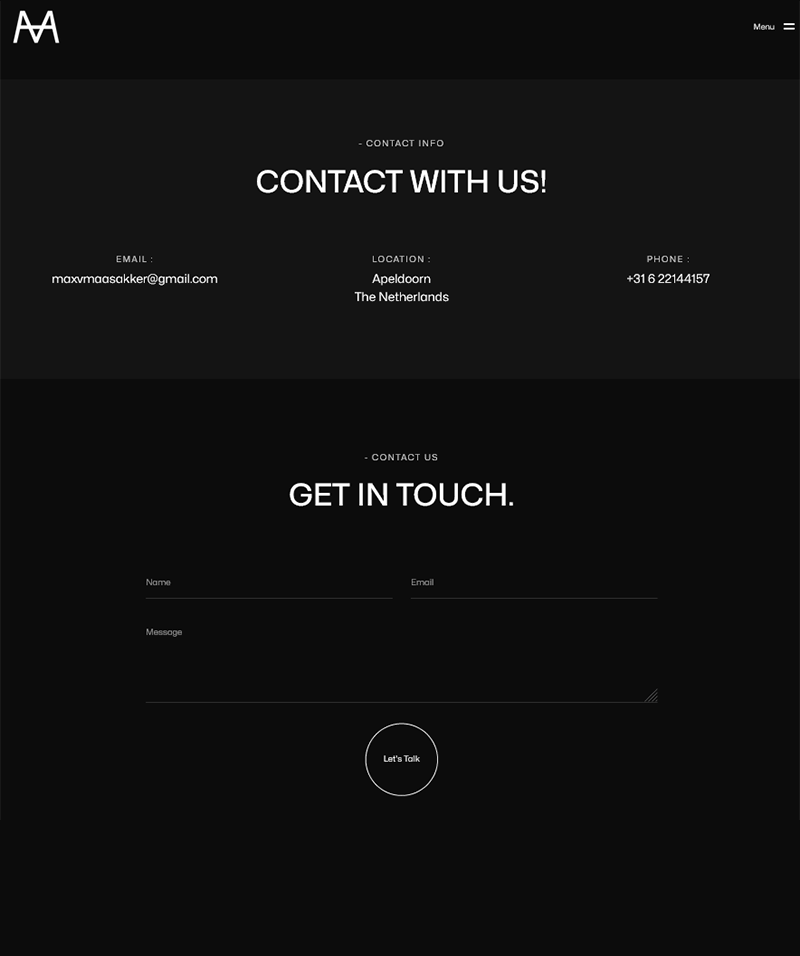 Menu
- CONTACT INFO
CONTACT WITH US!
EMAIL :
maxvmaasakker@gmail.com
LOCATION :
Apeldoorn
The Netherlands
PHONE :
+31 6 22144157
- CONTACT US
GET IN TOUCH.
Name
Email
Message
Let's Talk